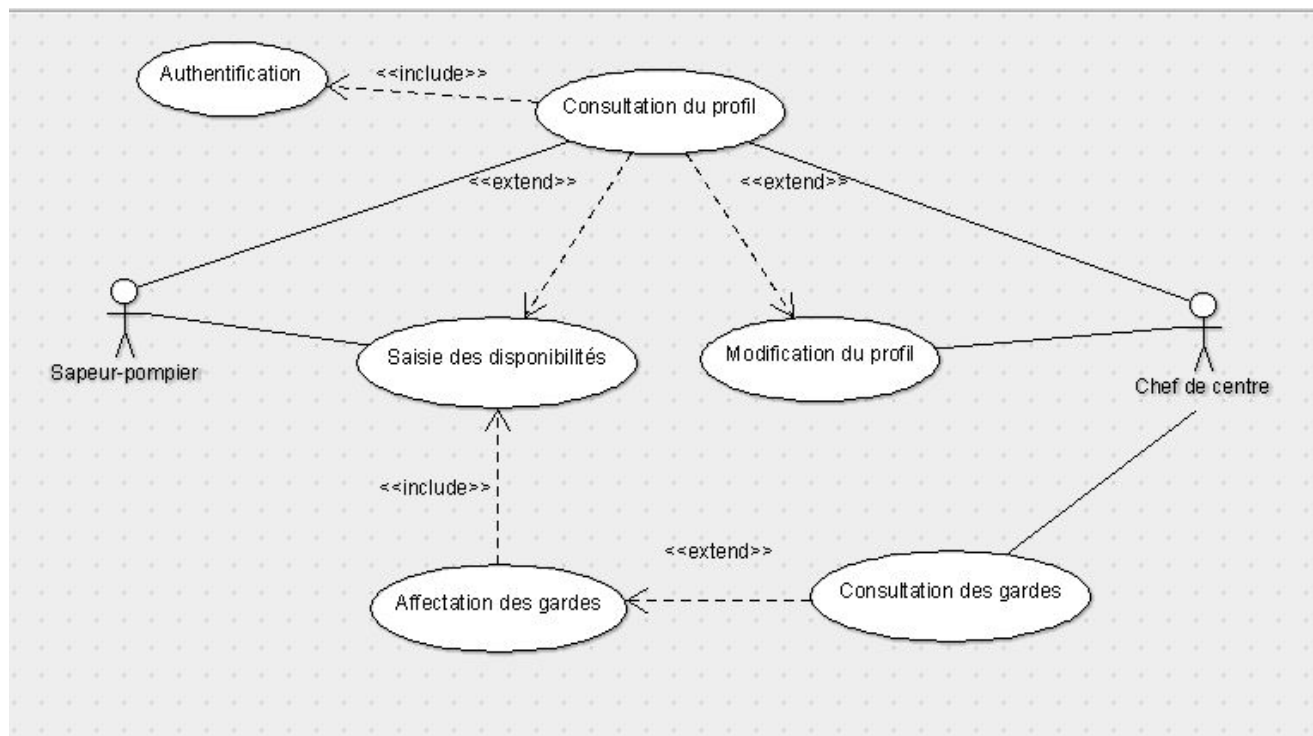 Authentification
<<include>>
Consultation du profil
<<extend>>
<<extend>>
Sapeur-pompier
Saisie des disponibilités
Modification du profil
Chef de centre
<<include>>
<<extend>>
Affectation des gardes
Consultation des gardes